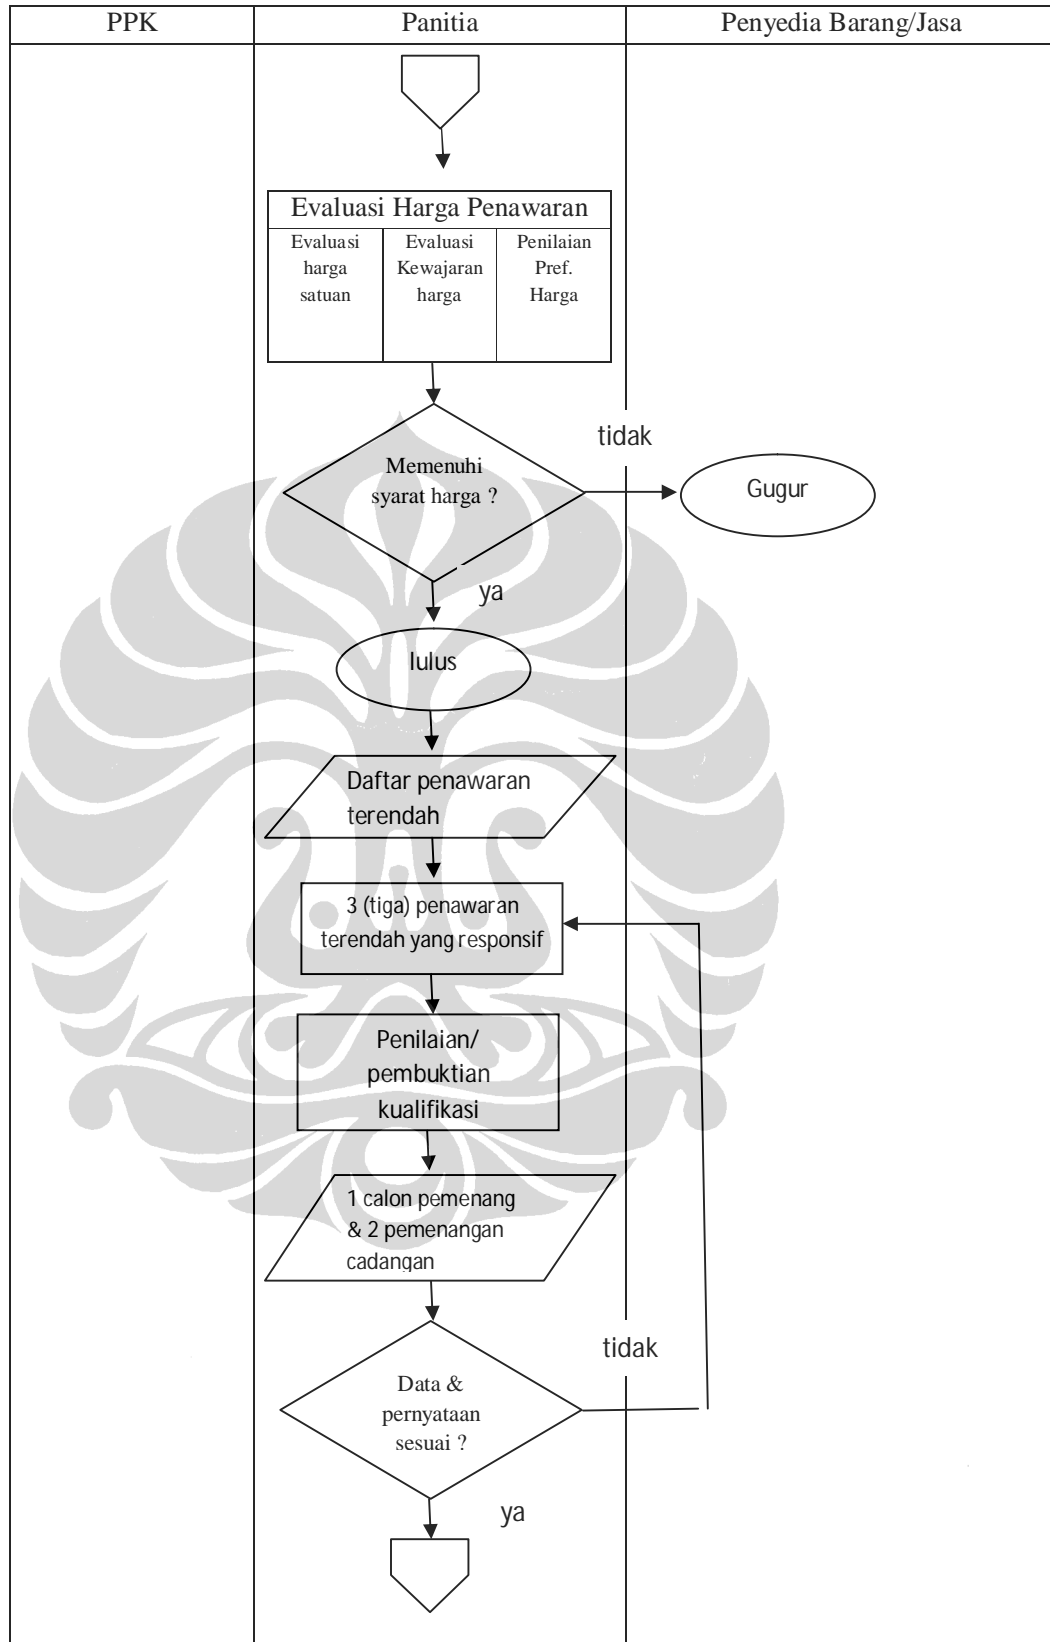 PPK
Panitia
Penyedia Barang/Jasa
Evaluasi Harga Penawaran
Evaluasi
harga
satuan
Evaluasi
Kewajaran
harga
Penilaian
Pref.
Harga
Memenuhi
syarat harga ?
tidak
Gugur
ya
lulus
Daftar penawaran
terendah
3 (tiga) penawaran
terendah yang responsif
Penilaian/
pembuktian
kualifikasi
1 calon pemenang
& 2 pemenangan
cadangan
Data &
pernyataan
sesuai ?
tidak
ya